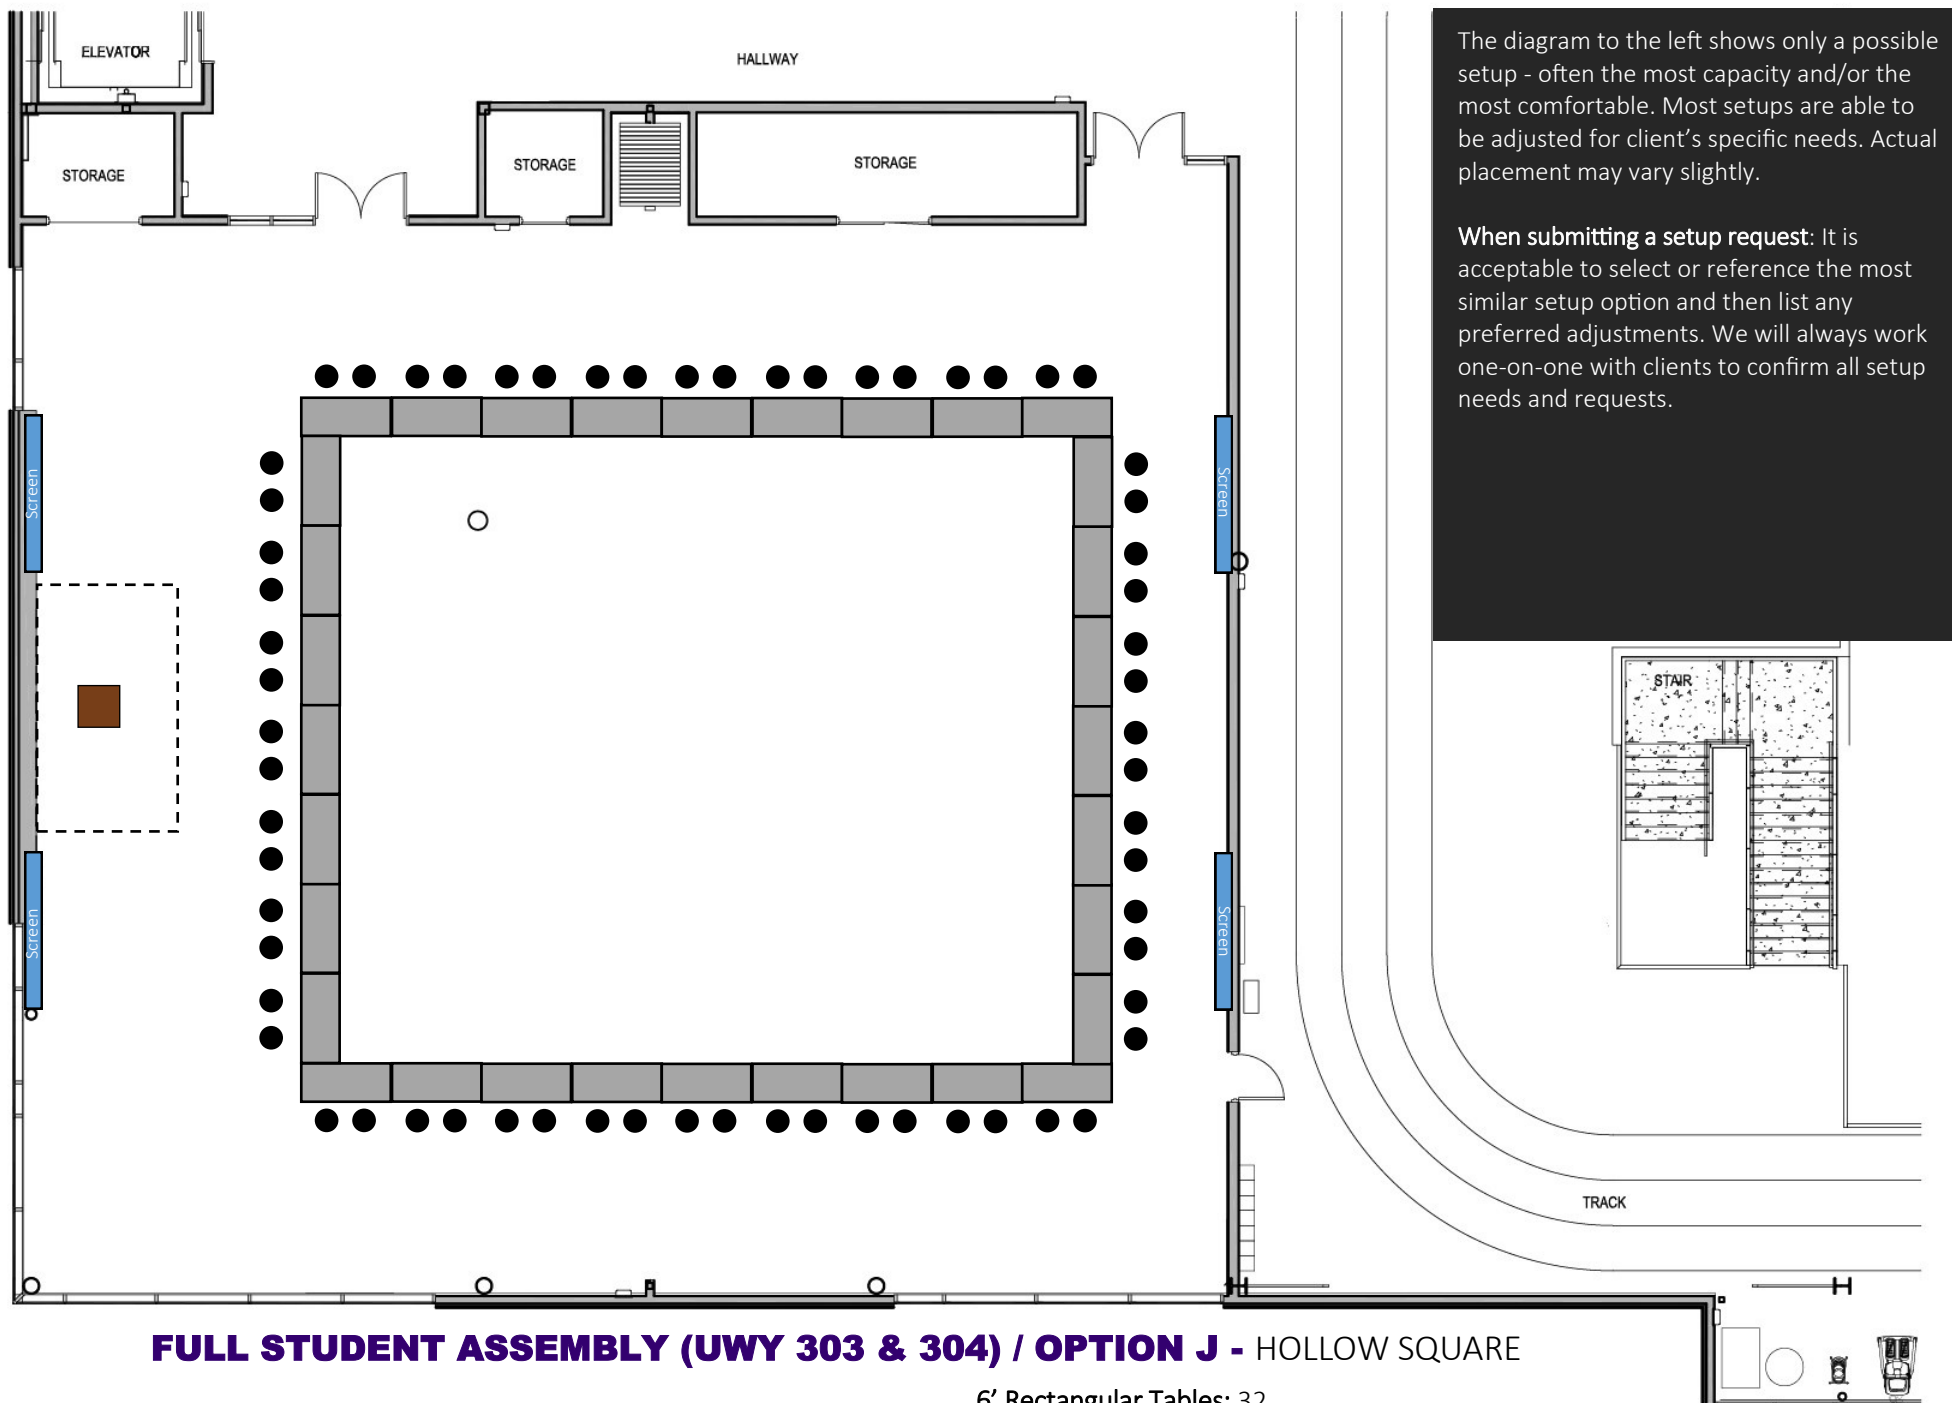 ELEVATOR
HALLWAY
STORAGE
STORAGE
STORAGE
The diagram to the left shows only a possible
setup - often the most capacity and/or the
most comfortable. Most setups are able to
be adjusted for client's specific needs. Actual
placement may vary slightly.
When submitting a setup request: It is
acceptable to select or reference the most
similar setup option and then list any
preferred adjustments. We will always work
one-on-one with clients to confirm all setup
needs and requests.
Screen
Screen
Screen
Screen
STAIR
TRACK
FULL STUDENT ASSEMBLY (UWY 303 & 304) / OPTION J - HOLLOW SQUARE
6' Rectangular Tables: 32